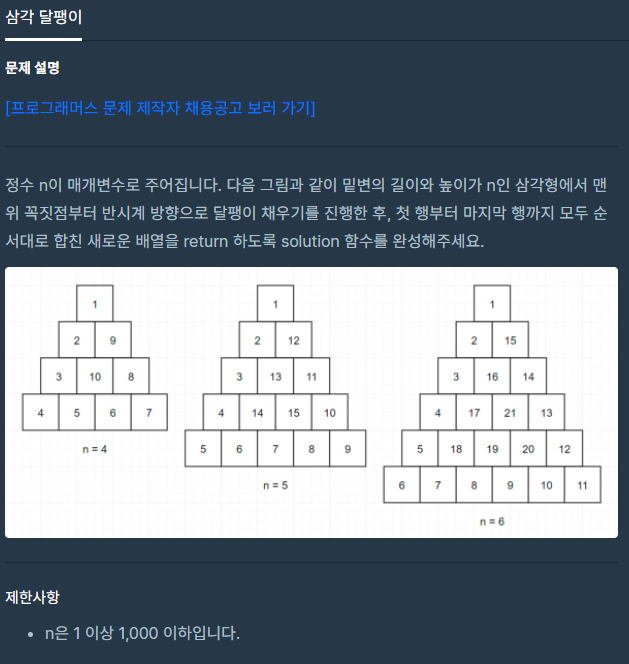 삼각 달팽이
문제 설명
[프로그래머스 문제 제작자 채용공고 보러 가기]
정수 n이 매개변수로 주어집니다. 다음 그림과 같이 밑변의 길이와 높이가 n인 삼각형에서 맨
위 꼭짓점부터 반시계 방향으로 달팽이 채우기를 진행한 후, 첫 행부터 마지막 행까지 모두 순
서대로 합친 새로운 배열을 return 하도록 solution 함수를 완성해주세요.
1
2 9
3 10 8
4 5 6 7
n = 4
1
2 12
3 13 11
4 14 15 10
5 6 7 8 9
n = 5
1
2 15
3 16 14
4 17 21 13
5 18 19 20 12
6 7 8 9 10 11
n = 6
제한사항
• n은 1 이상 1,000 이하입니다.